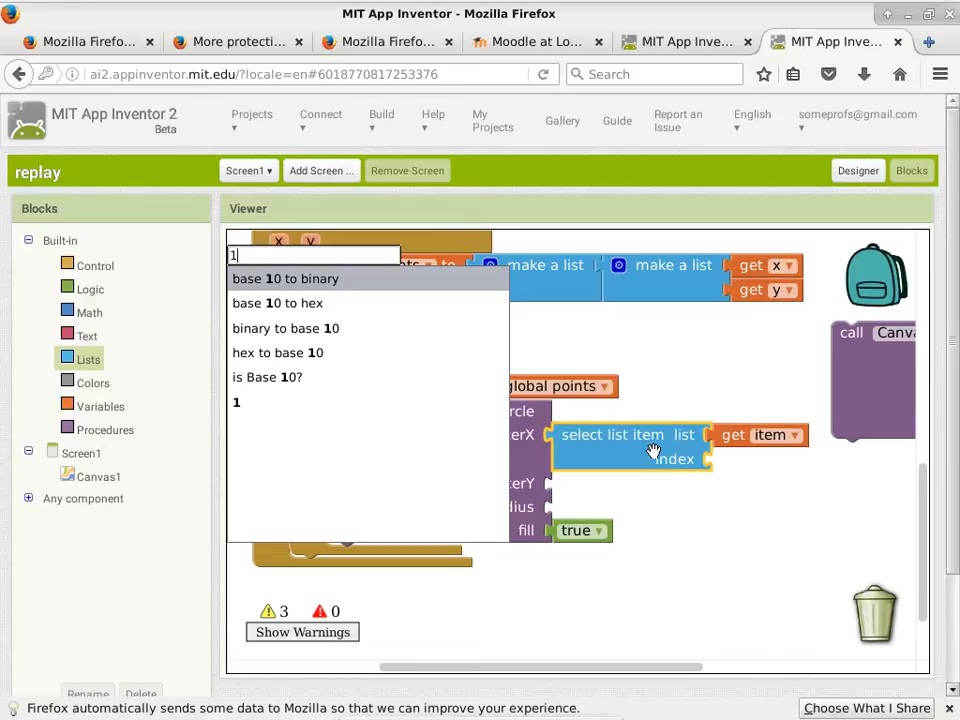 MIT App Inventor 2 - Mozilla Firefox
Mozilla Firefo... × More protecti... × Mozilla Firefo... × Moodle at Lo... × MIT App Inve... × MIT App Inve... ×
ai2.appinventor.mit.edu/?locale=en#6018770817253376 Search
MIT App Inventor 2
Beta
Projects Connect Build Help My Projects Gallery Guide Report an Issue English someprofs@gmail.com
replay Screen1 Add Screen ... Remove Screen Designer Blocks
Blocks Viewer
Built-in
Control
Logic
Math
Text
Lists
Colors
Variables
Procedures
Screen1
Canvas1
Any component
Rename Delete
x y
1
make a list make a list get x
get y
base 10 to binary
base 10 to hex
binary to base 10
hex to base 10
is Base 10?
1
call Canva
global points
rcle
erX select list item list get item
index
terY
dius
fill true
3 0
Show Warnings
Firefox automatically sends some data to Mozilla so that we can improve your experience. Choose What I Share ×